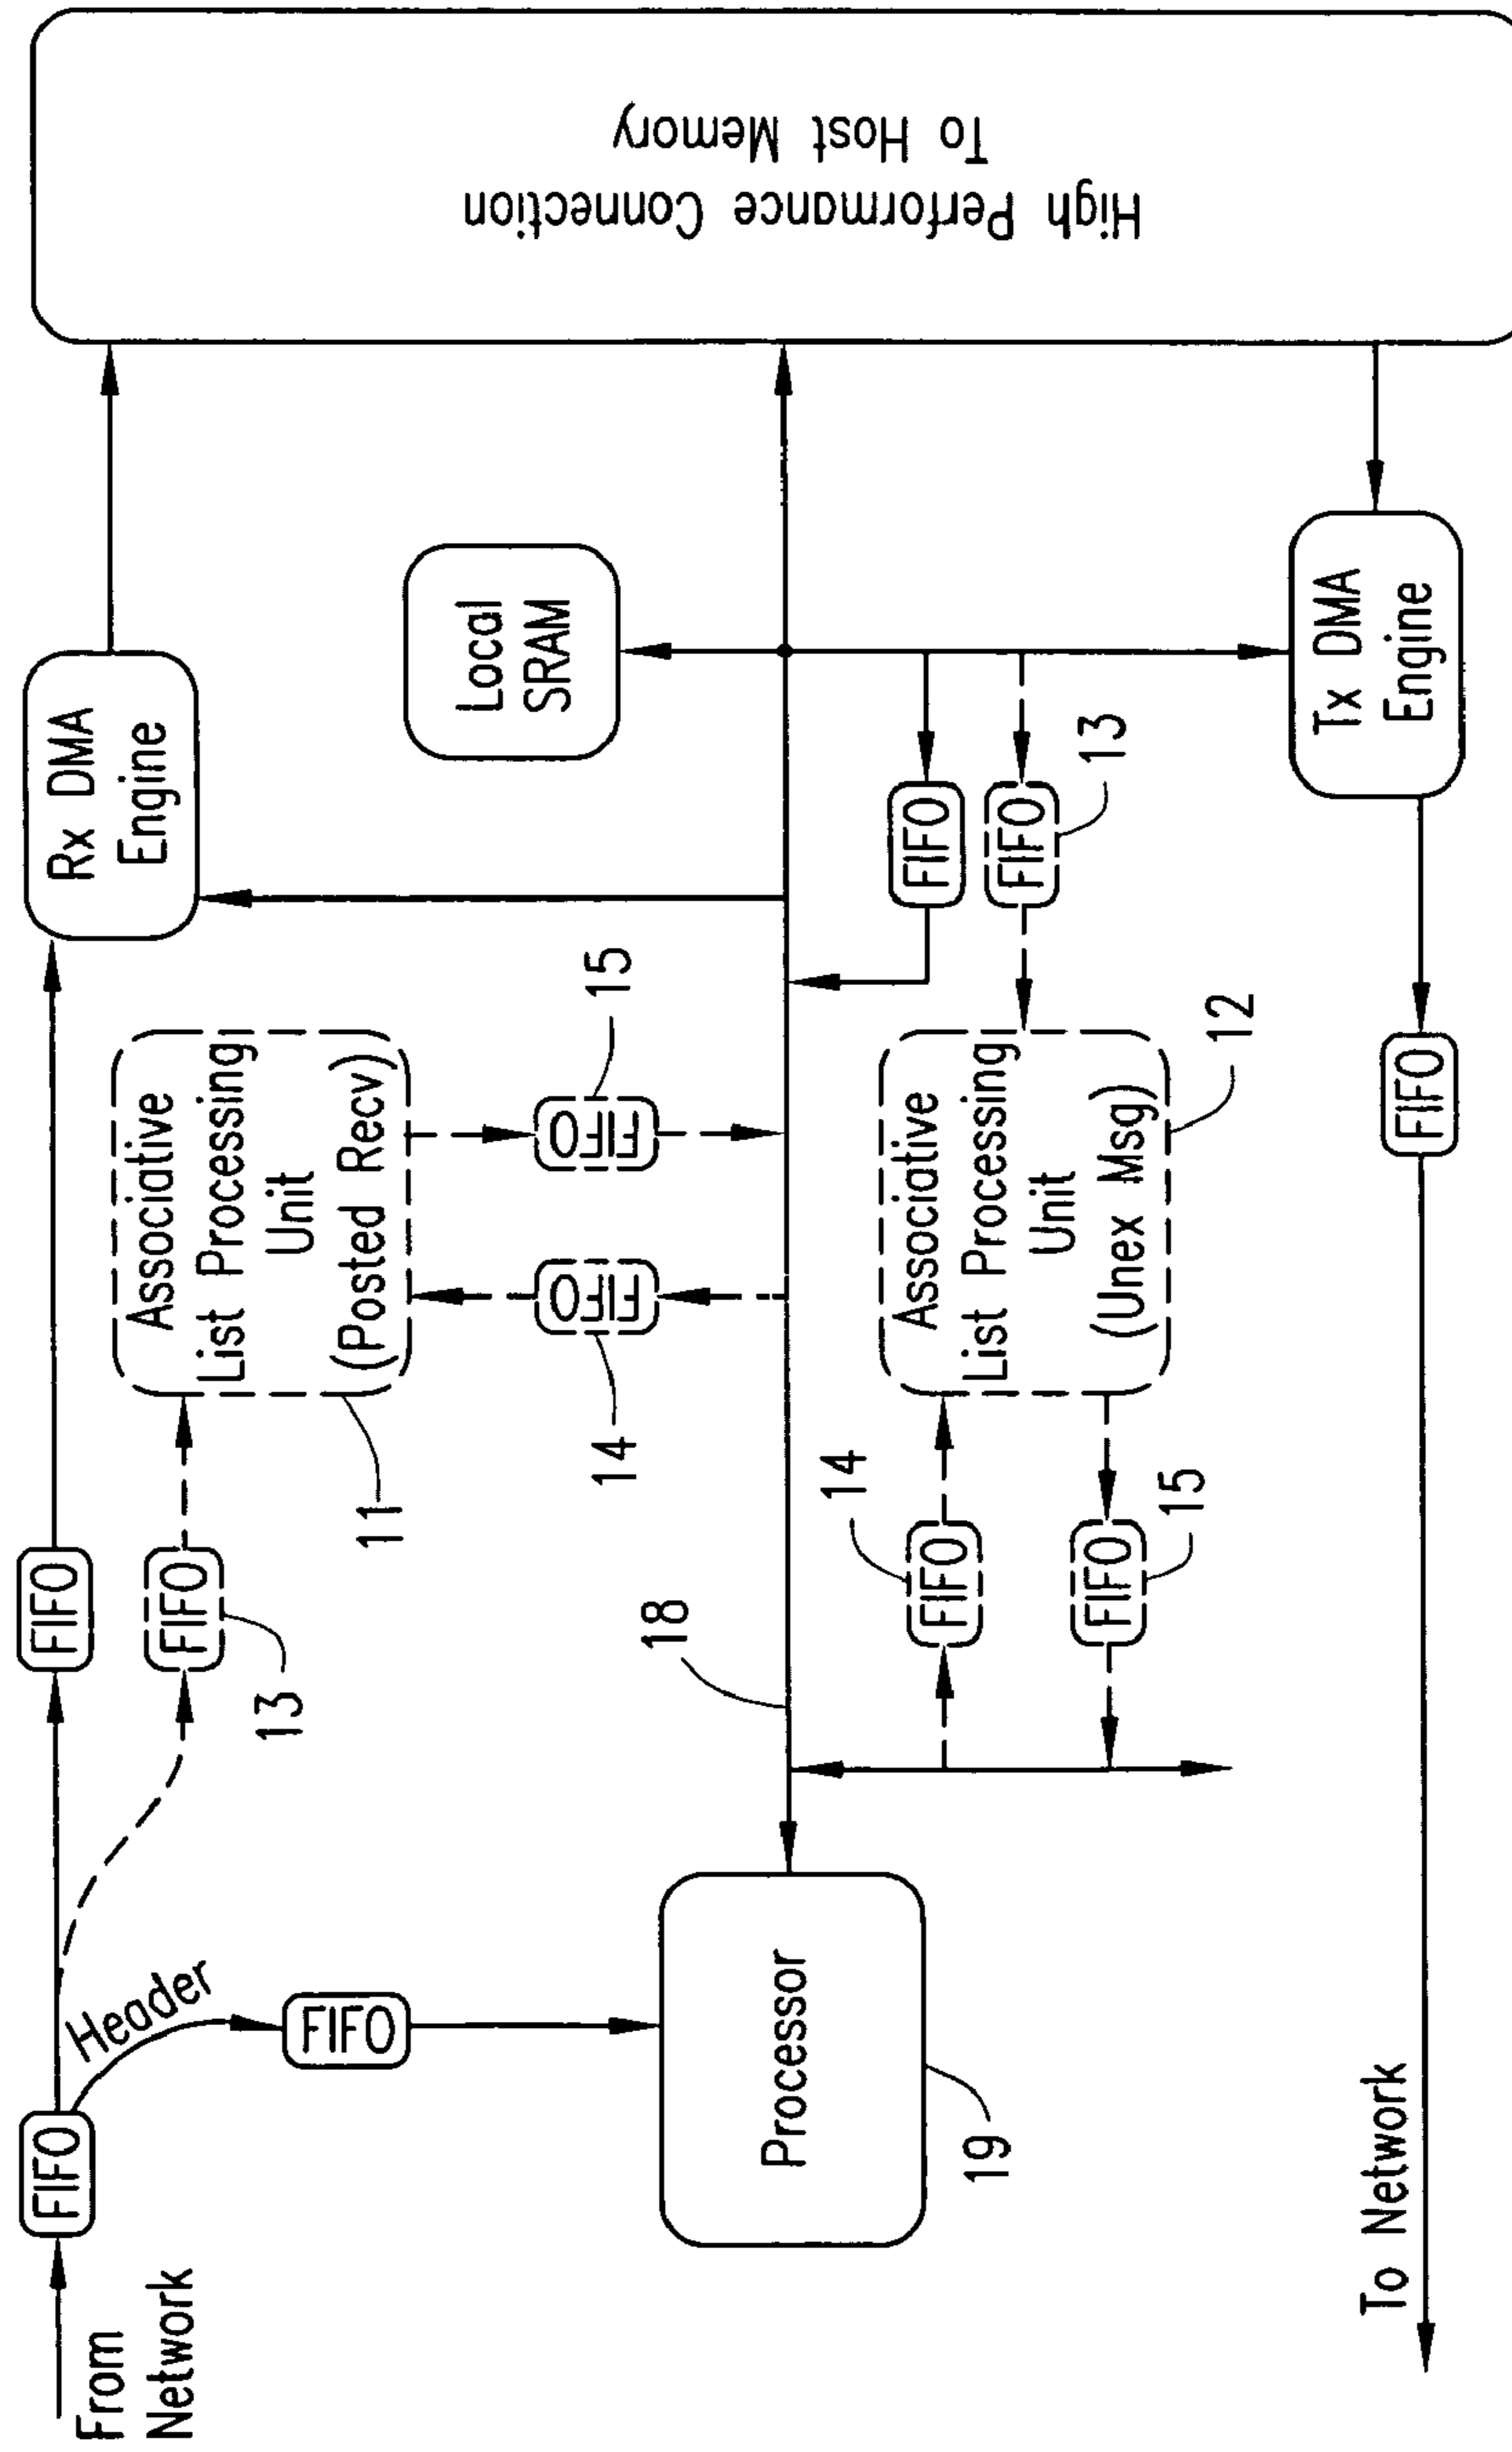 From
Network
FIFO
Header
FIFO
FIFO
FIFO
13
Associative
List Processing
Unit
(Posted Recv)
11
FIFO
14
FIFO
15
Rx DMA
Engine
Local
SRAM
High Performance Connection
To Host Memory
Processor
19
18
14
FIFO
FIFO
15
Associative
List Processing
Unit
(Unex Msg)
12
FIFO
FIFO
13
Tx DMA
Engine
FIFO
To Network